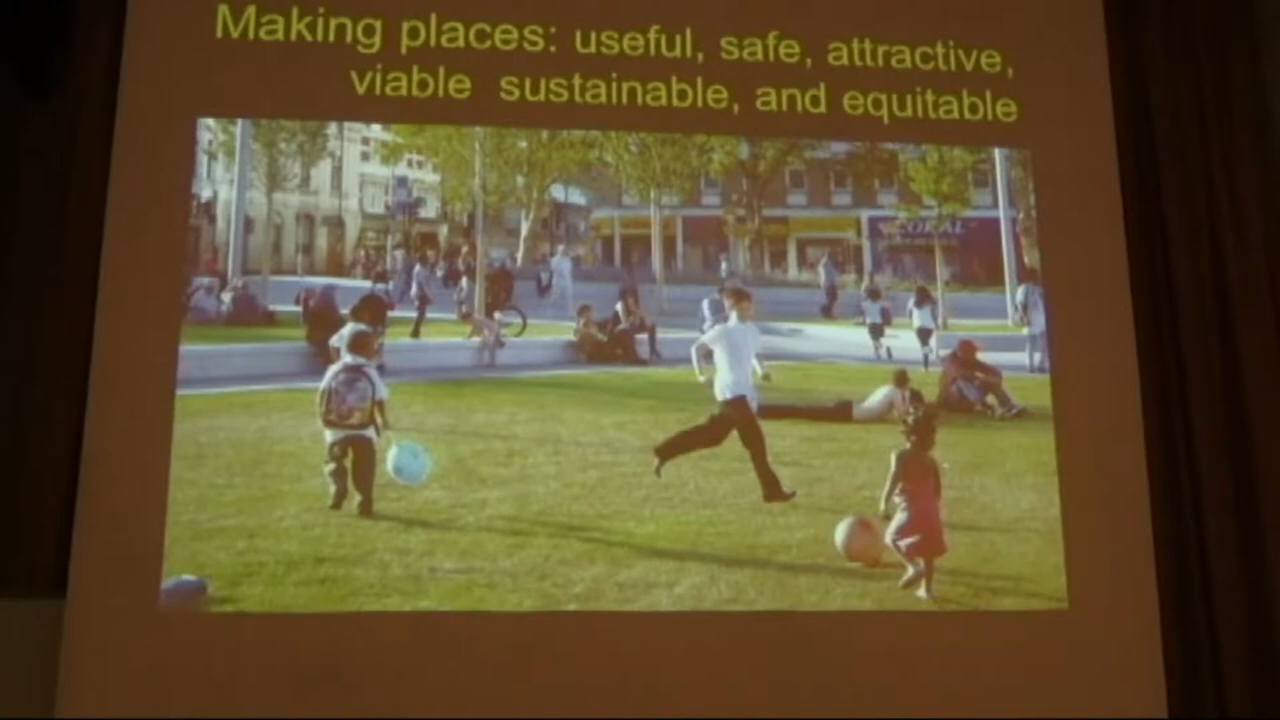 Making places: useful, safe, attractive,
viable sustainable, and equitable
CORAL